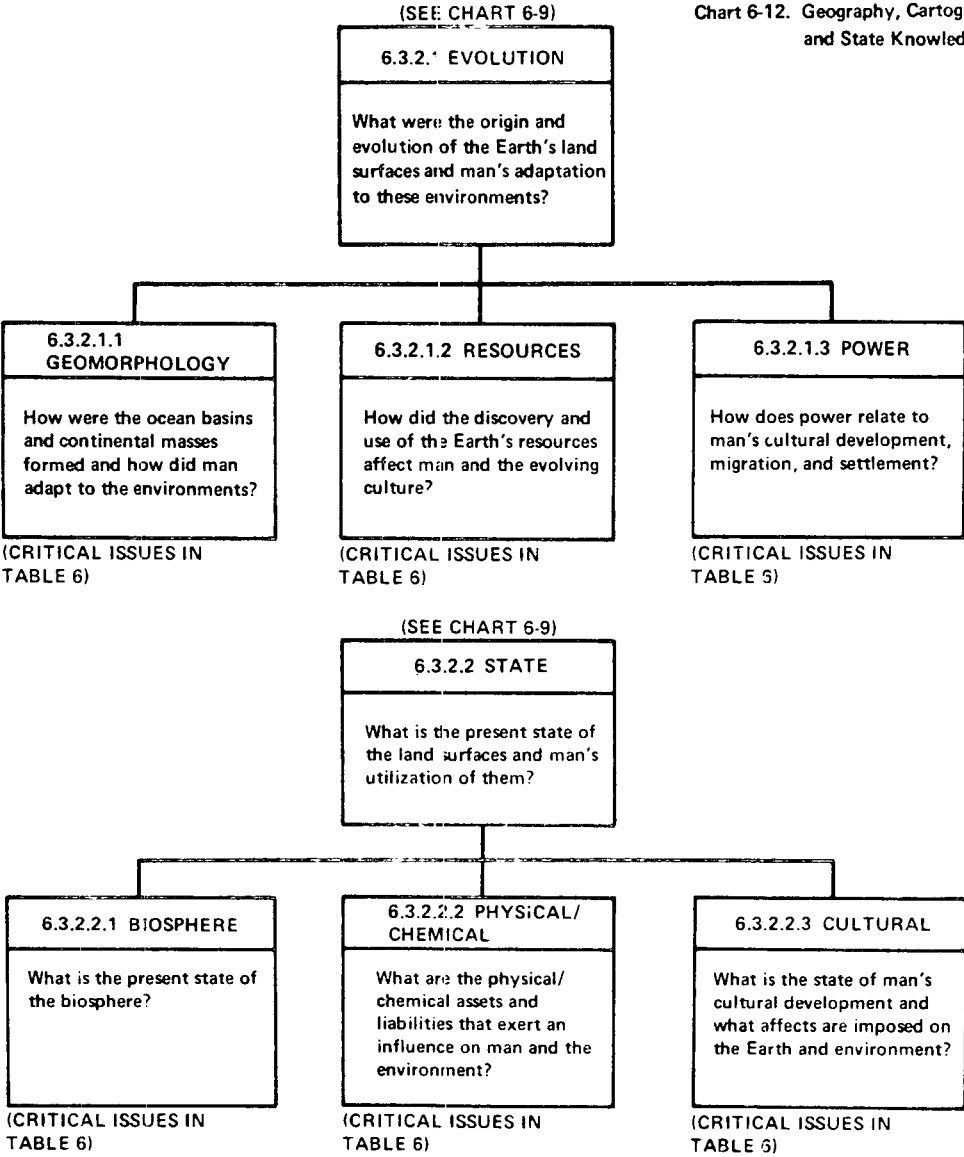 (SEE CHART 6-9)
Chart 6-12. Geography, Cartog
and State Knowled
6.3.2.1 EVOLUTION
What were the origin and
evolution of the Earth's land
surfaces and man's adaptation
to these environments?
6.3.2.1.1
GEOMORPHOLOGY
How were the ocean basins
and continental masses
formed and how did man
adapt to the environments?
(CRITICAL ISSUES IN
TABLE 6)
6.3.2.1.2 RESOURCES
How did the discovery and
use of the Earth's resources
affect man and the evolving
culture?
(CRITICAL ISSUES IN
TABLE 6)
6.3.2.1.3 POWER
How does power relate to
man's cultural development,
migration, and settlement?
(CRITICAL ISSUES IN
TABLE 6)
(SEE CHART 6-9)
6.3.2.2 STATE
What is the present state of
the land surfaces and man's
utilization of them?
6.3.2.2.1 BIOSPHERE
What is the present state of
the biosphere?
(CRITICAL ISSUES IN
TABLE 6)
6.3.2.2.2 PHYSICAL/
CHEMICAL
What are the physical/
chemical assets and
liabilities that exert an
influence on man and the
environment?
(CRITICAL ISSUES IN
TABLE 6)
6.3.2.2.3 CULTURAL
What is the state of man's
cultural development and
what affects are imposed on
the Earth and environment?
(CRITICAL ISSUES IN
TABLE 6)